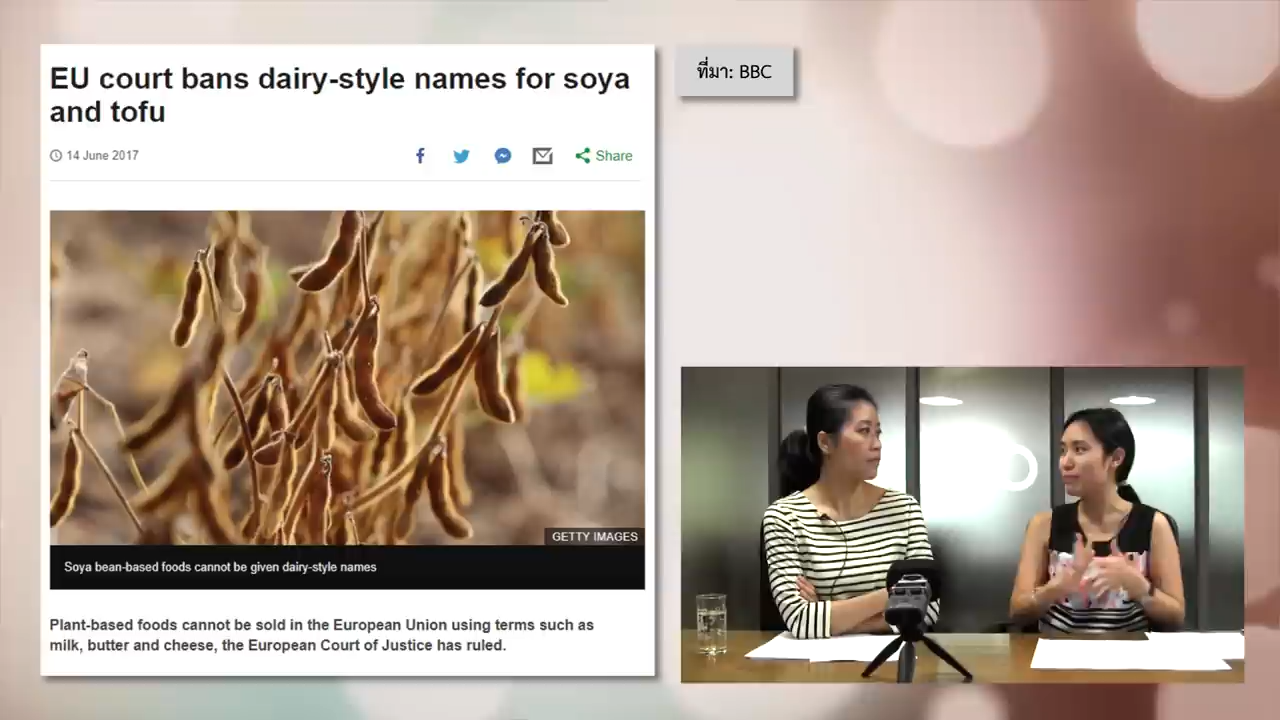 EU court bans dairy-style names for soya
and tofu
14 June 2017
Share
GETTY IMAGES
Soya bean-based foods cannot be given dairy-style names
Plant-based foods cannot be sold in the European Union using terms such as
milk, butter and cheese, the European Court of Justice has ruled.
ที่มา: BBC